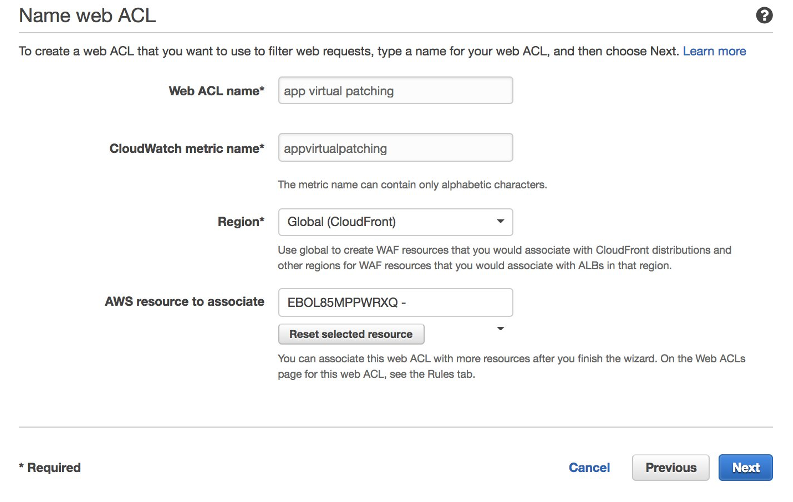 Name web ACL
?
To create a web ACL that you want to use to filter web requests, type a name for your web ACL, and then choose Next. Learn more
Web ACL name* app virtual patching
CloudWatch metric name* appvirtualpatching
The metric name can contain only alphabetic characters.
Region* Global (CloudFront)
Use global to create WAF resources that you would associate with CloudFront distributions and
other regions for WAF resources that you would associate with ALBs in that region.
AWS resource to associate EBOL85MPPWRXQ -
Reset selected resource
You can associate this web ACL with more resources after you finish the wizard. On the Web ACLs
page for this web ACL, see the Rules tab.
* Required Cancel Previous Next